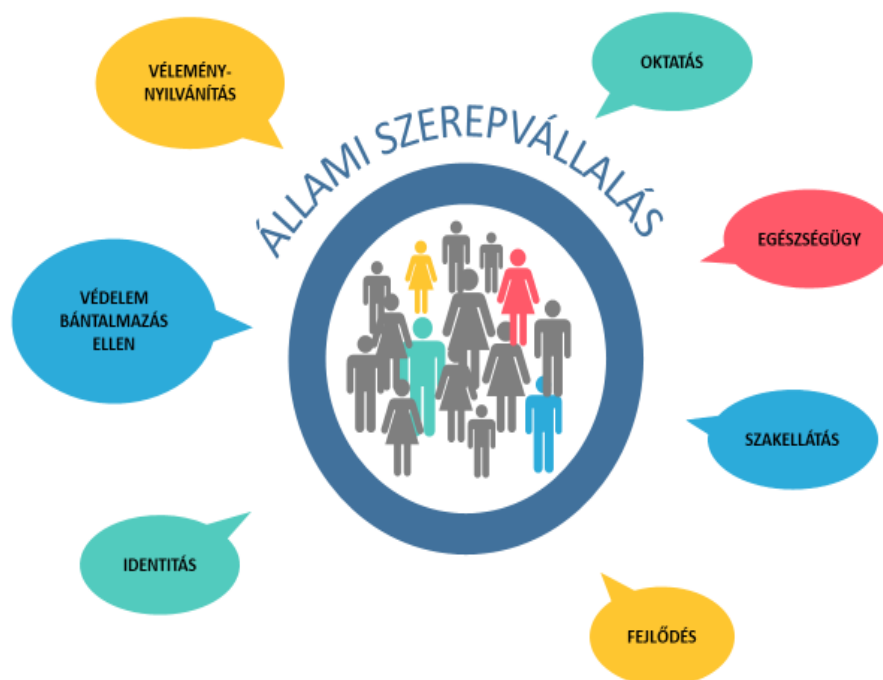 VÉLEMÉNY-
NYILVÁNÍTÁS
OKTATÁS
ÁLLAMI SZEREPVÁLLALÁS
EGÉSZSÉGÜGY
VÉDELEM
BÁNTALMAZÁS
ELLEN
SZAKELLÁTÁS
IDENTITÁS
FEJLŐDÉS